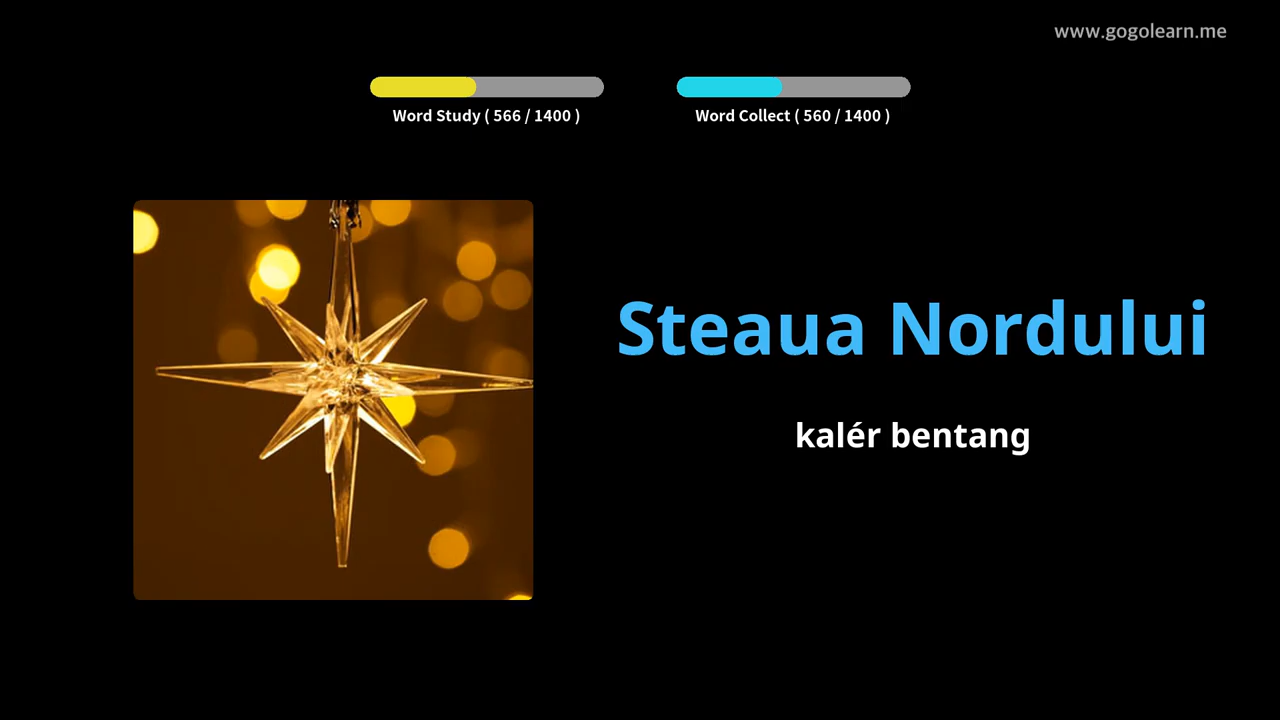 www.gogolearn.me
Word Study ( 566 / 1400 )
Word Collect ( 560 / 1400 )
Steaua Nordului
kalér bentang